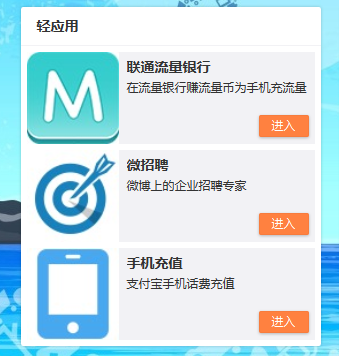 轻应用
M
联通流量银行
在流量银行赚流量币为手机充流量
进入
微招聘
微博上的企业招聘专家
进入
手机充值
支付宝手机话费充值
进入